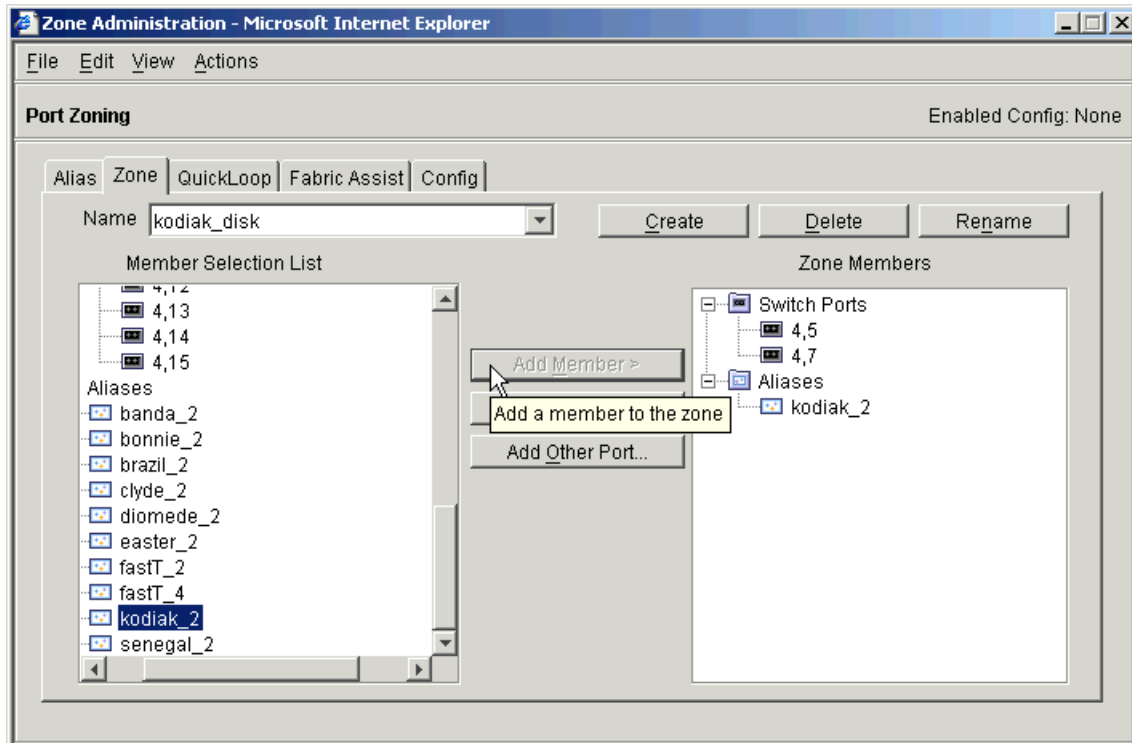 Zone Administration - Microsoft Internet Explorer
File Edit View Actions
Port Zoning
Enabled Config: None
Alias Zone QuickLoop Fabric Assist Config
Name kodiak_disk
Create Delete Rename
Member Selection List
4,12
4,13
4,14
4,15
Aliases
banda_2
bonnie_2
brazil_2
clyde_2
diomede_2
easter_2
fastT_2
fastT_4
kodiak_2
senegal_2
Add Member >
Add a member to the zone
Add Other Port...
Zone Members
Switch Ports
4,5
4,7
Aliases
kodiak_2